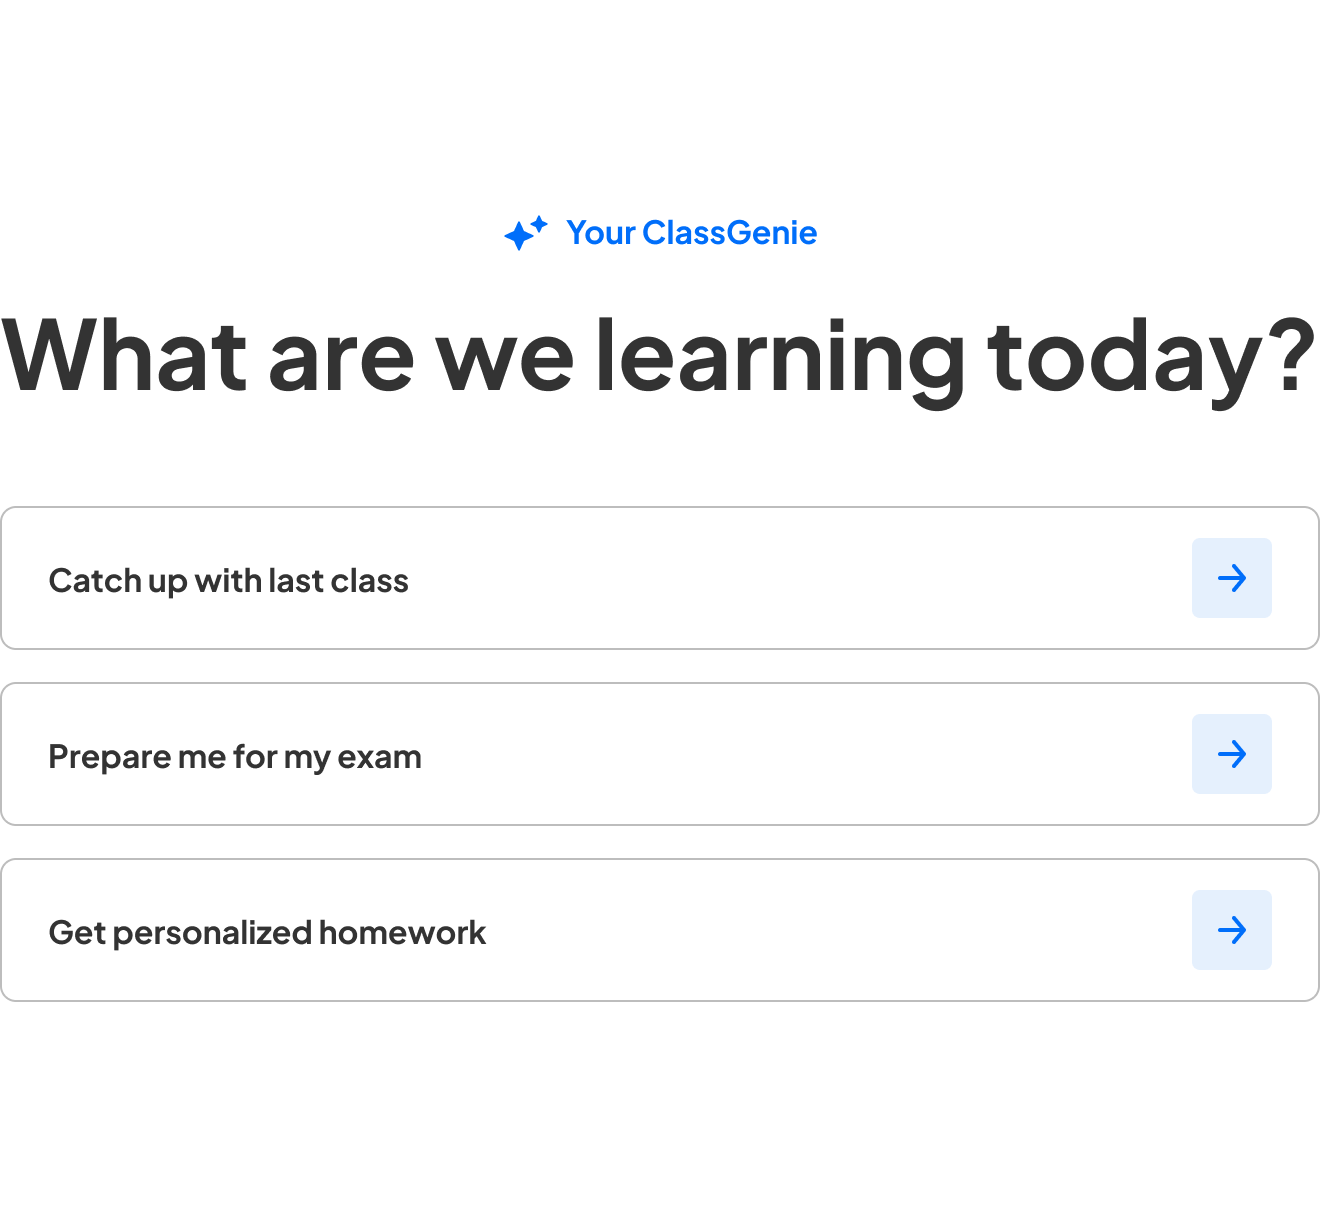 Your ClassGenie
What are we learning today?
Catch up with last class
Prepare me for my exam
Get personalized homework